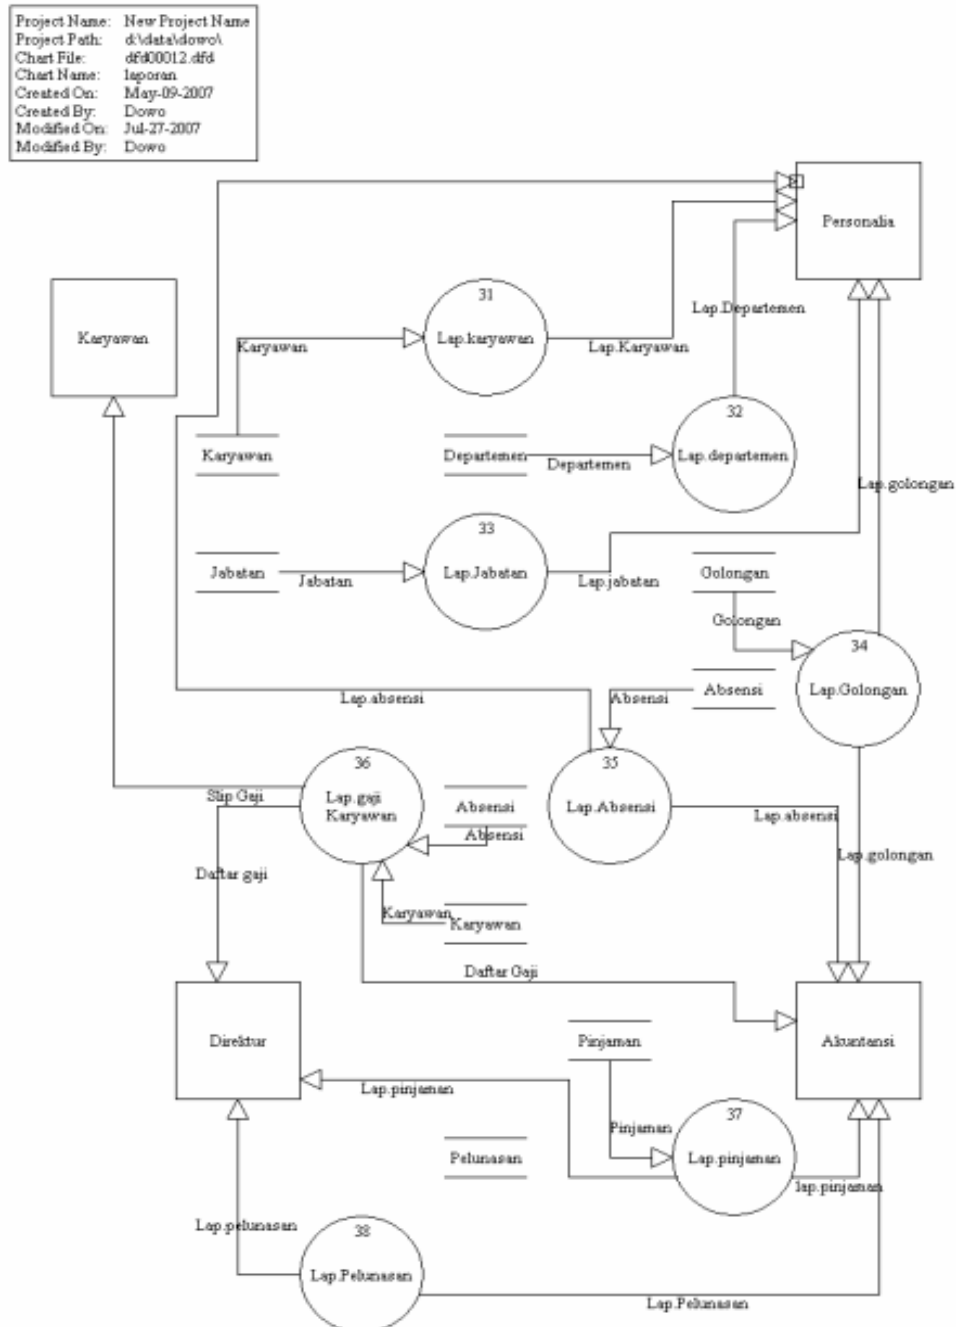 Project Name: New Project Name
Project Path: d:\data\dowo\
Chart File: dfd00012.dfd
Chart Name: laporan
Created On: May-09-2007
Created By: Dowo
Modified On: Jul-27-2007
Modified By: Dowo
Personalia
Karyawan
31
Lap.karyawan
Karyawan
Lap.Karyawan
Lap.Departemen
32
Lap.departemen
Karyawan
Departemen
Departemen
Lap.golongan
33
Lap.Jabatan
Jabatan
Jabatan
Lap.jabatan
Golongan
Golongan
34
Lap.Golongan
Lap.absensi
Absensi
Absensi
36
Lap.gaji
Karyawan
Slip Gaji
Absensi
Absensi
35
Lap.Absensi
Lap.absensi
Lap.golongan
Daftar gaji
Karyawan
Karyawan
Daftar Gaji
Direktur
Pinjaman
Akuntansi
Lap.pinjaman
Pinjaman
37
Lap.pinjaman
lap.pinjaman
Pelunasan
Lap.pelunasan
38
Lap.Pelunasan
Lap.Pelunasan